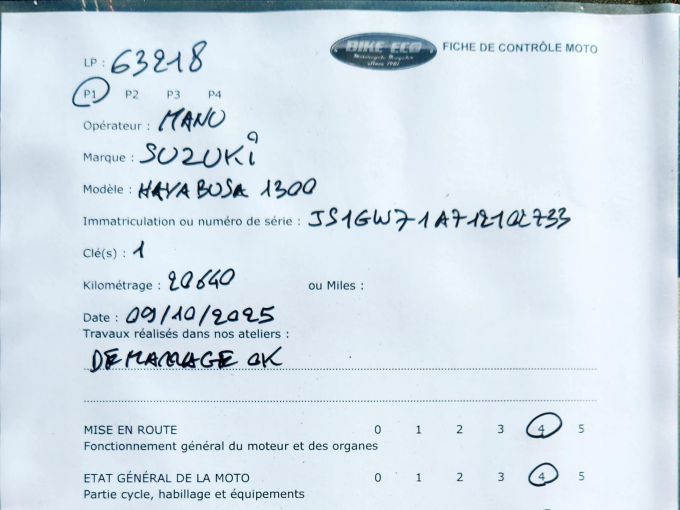 BIKE ECO
FICHE DE CONTRÔLE MOTO
LP : 63218
P1 P2 P3 P4
Opérateur : MANU
Marque : SUZUKi
Modèle : HAYABUSA 1300
Immatriculation ou numéro de série : JS1GW71A712102733
Clé(s) : 1
Kilométrage : 20640 ou Miles :
Date : 09/10/2025
Travaux réalisés dans nos ateliers :
DEMARRAGE OK
MISE EN ROUTE 0 1 2 3 4 5
Fonctionnement général du moteur et des organes
ETAT GÉNÉRAL DE LA MOTO 0 1 2 3 4 5
Partie cycle, habillage et équipements